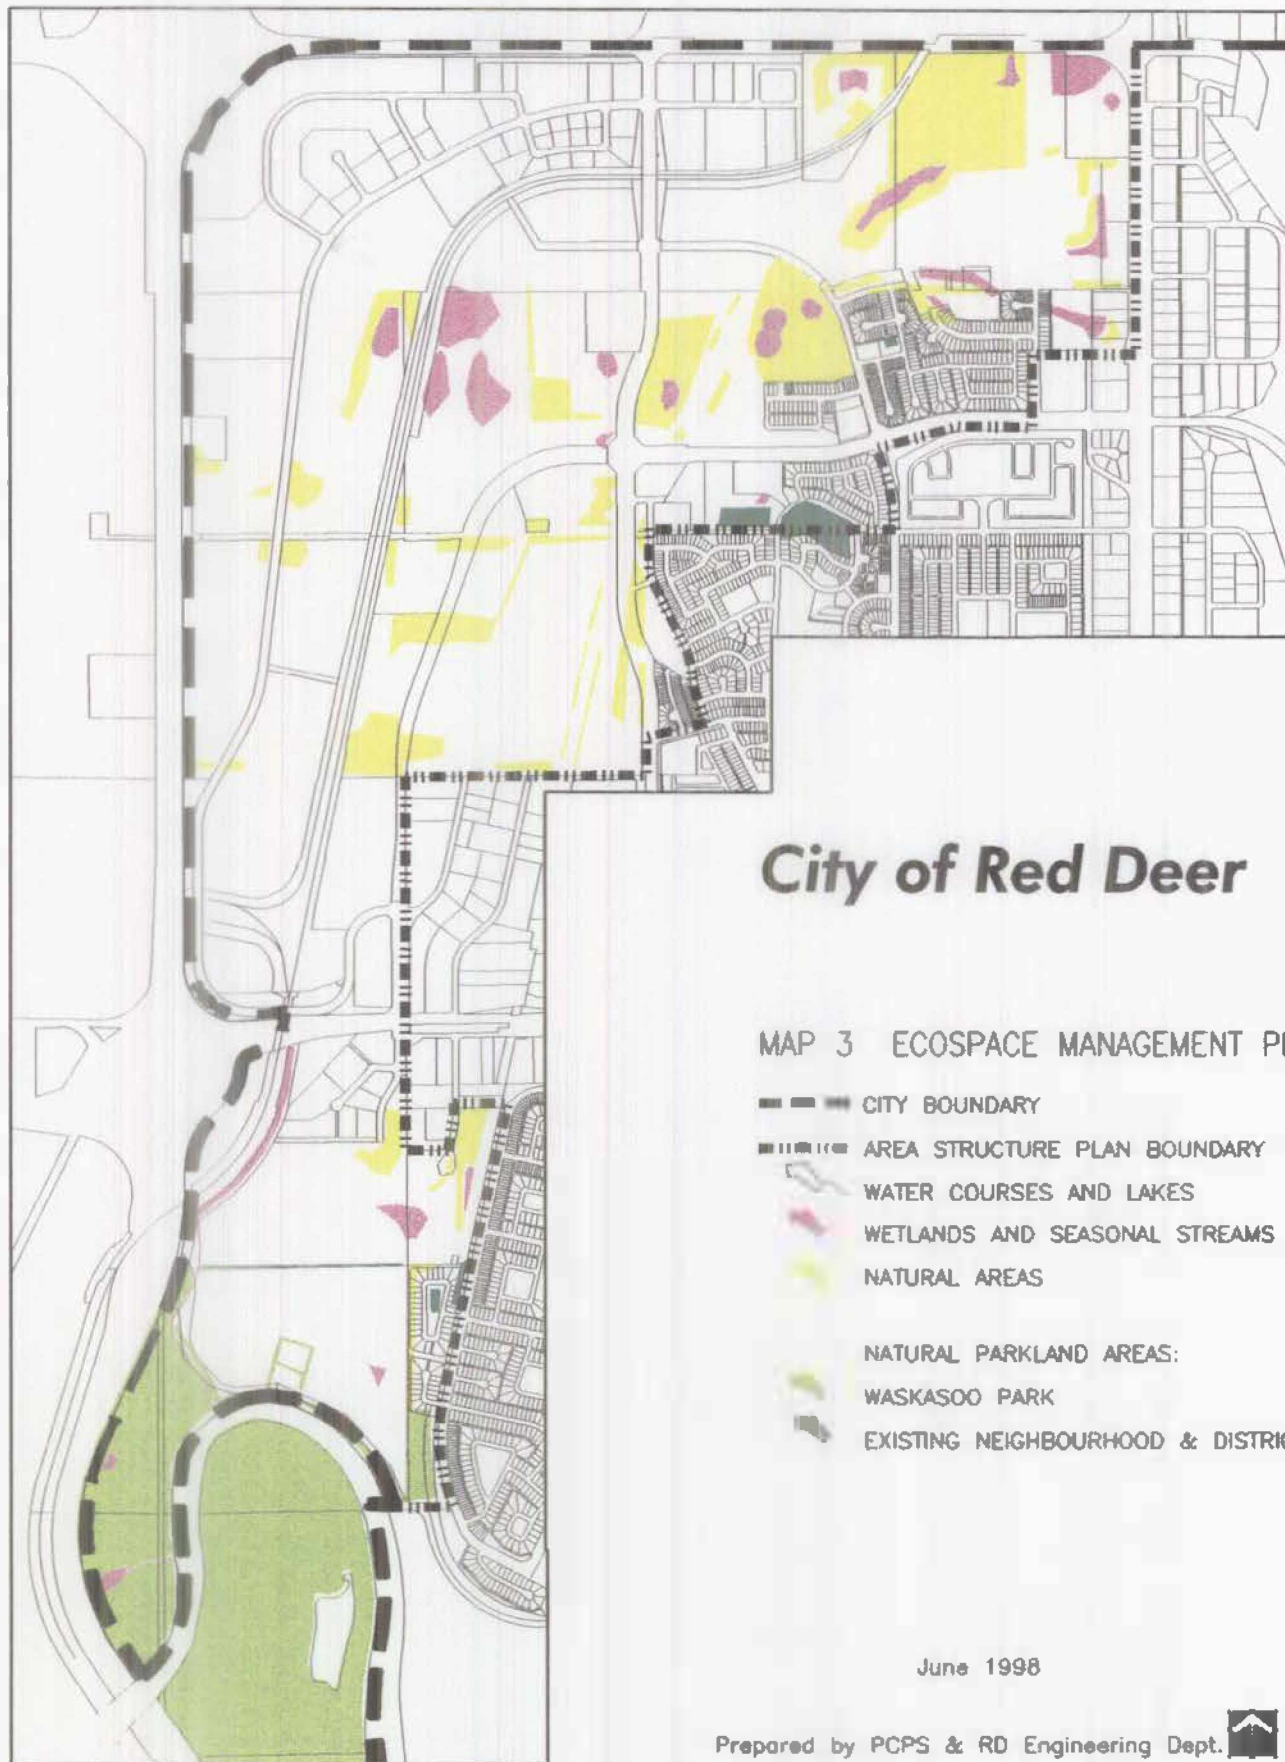 City of Red Deer
MAP 3 ECOSPACE MANAGEMENT
CITY BOUNDARY
AREA STRUCTURE PLAN BOUNDARY
WATER COURSES AND LAKES
WETLANDS AND SEASONAL STREAMS
NATURAL AREAS
NATURAL PARKLAND AREAS:
WASKASOO PARK
EXISTING NEIGHBOURHOOD &
June 1998
Prepared by PCPS & RD Engineering Dept.